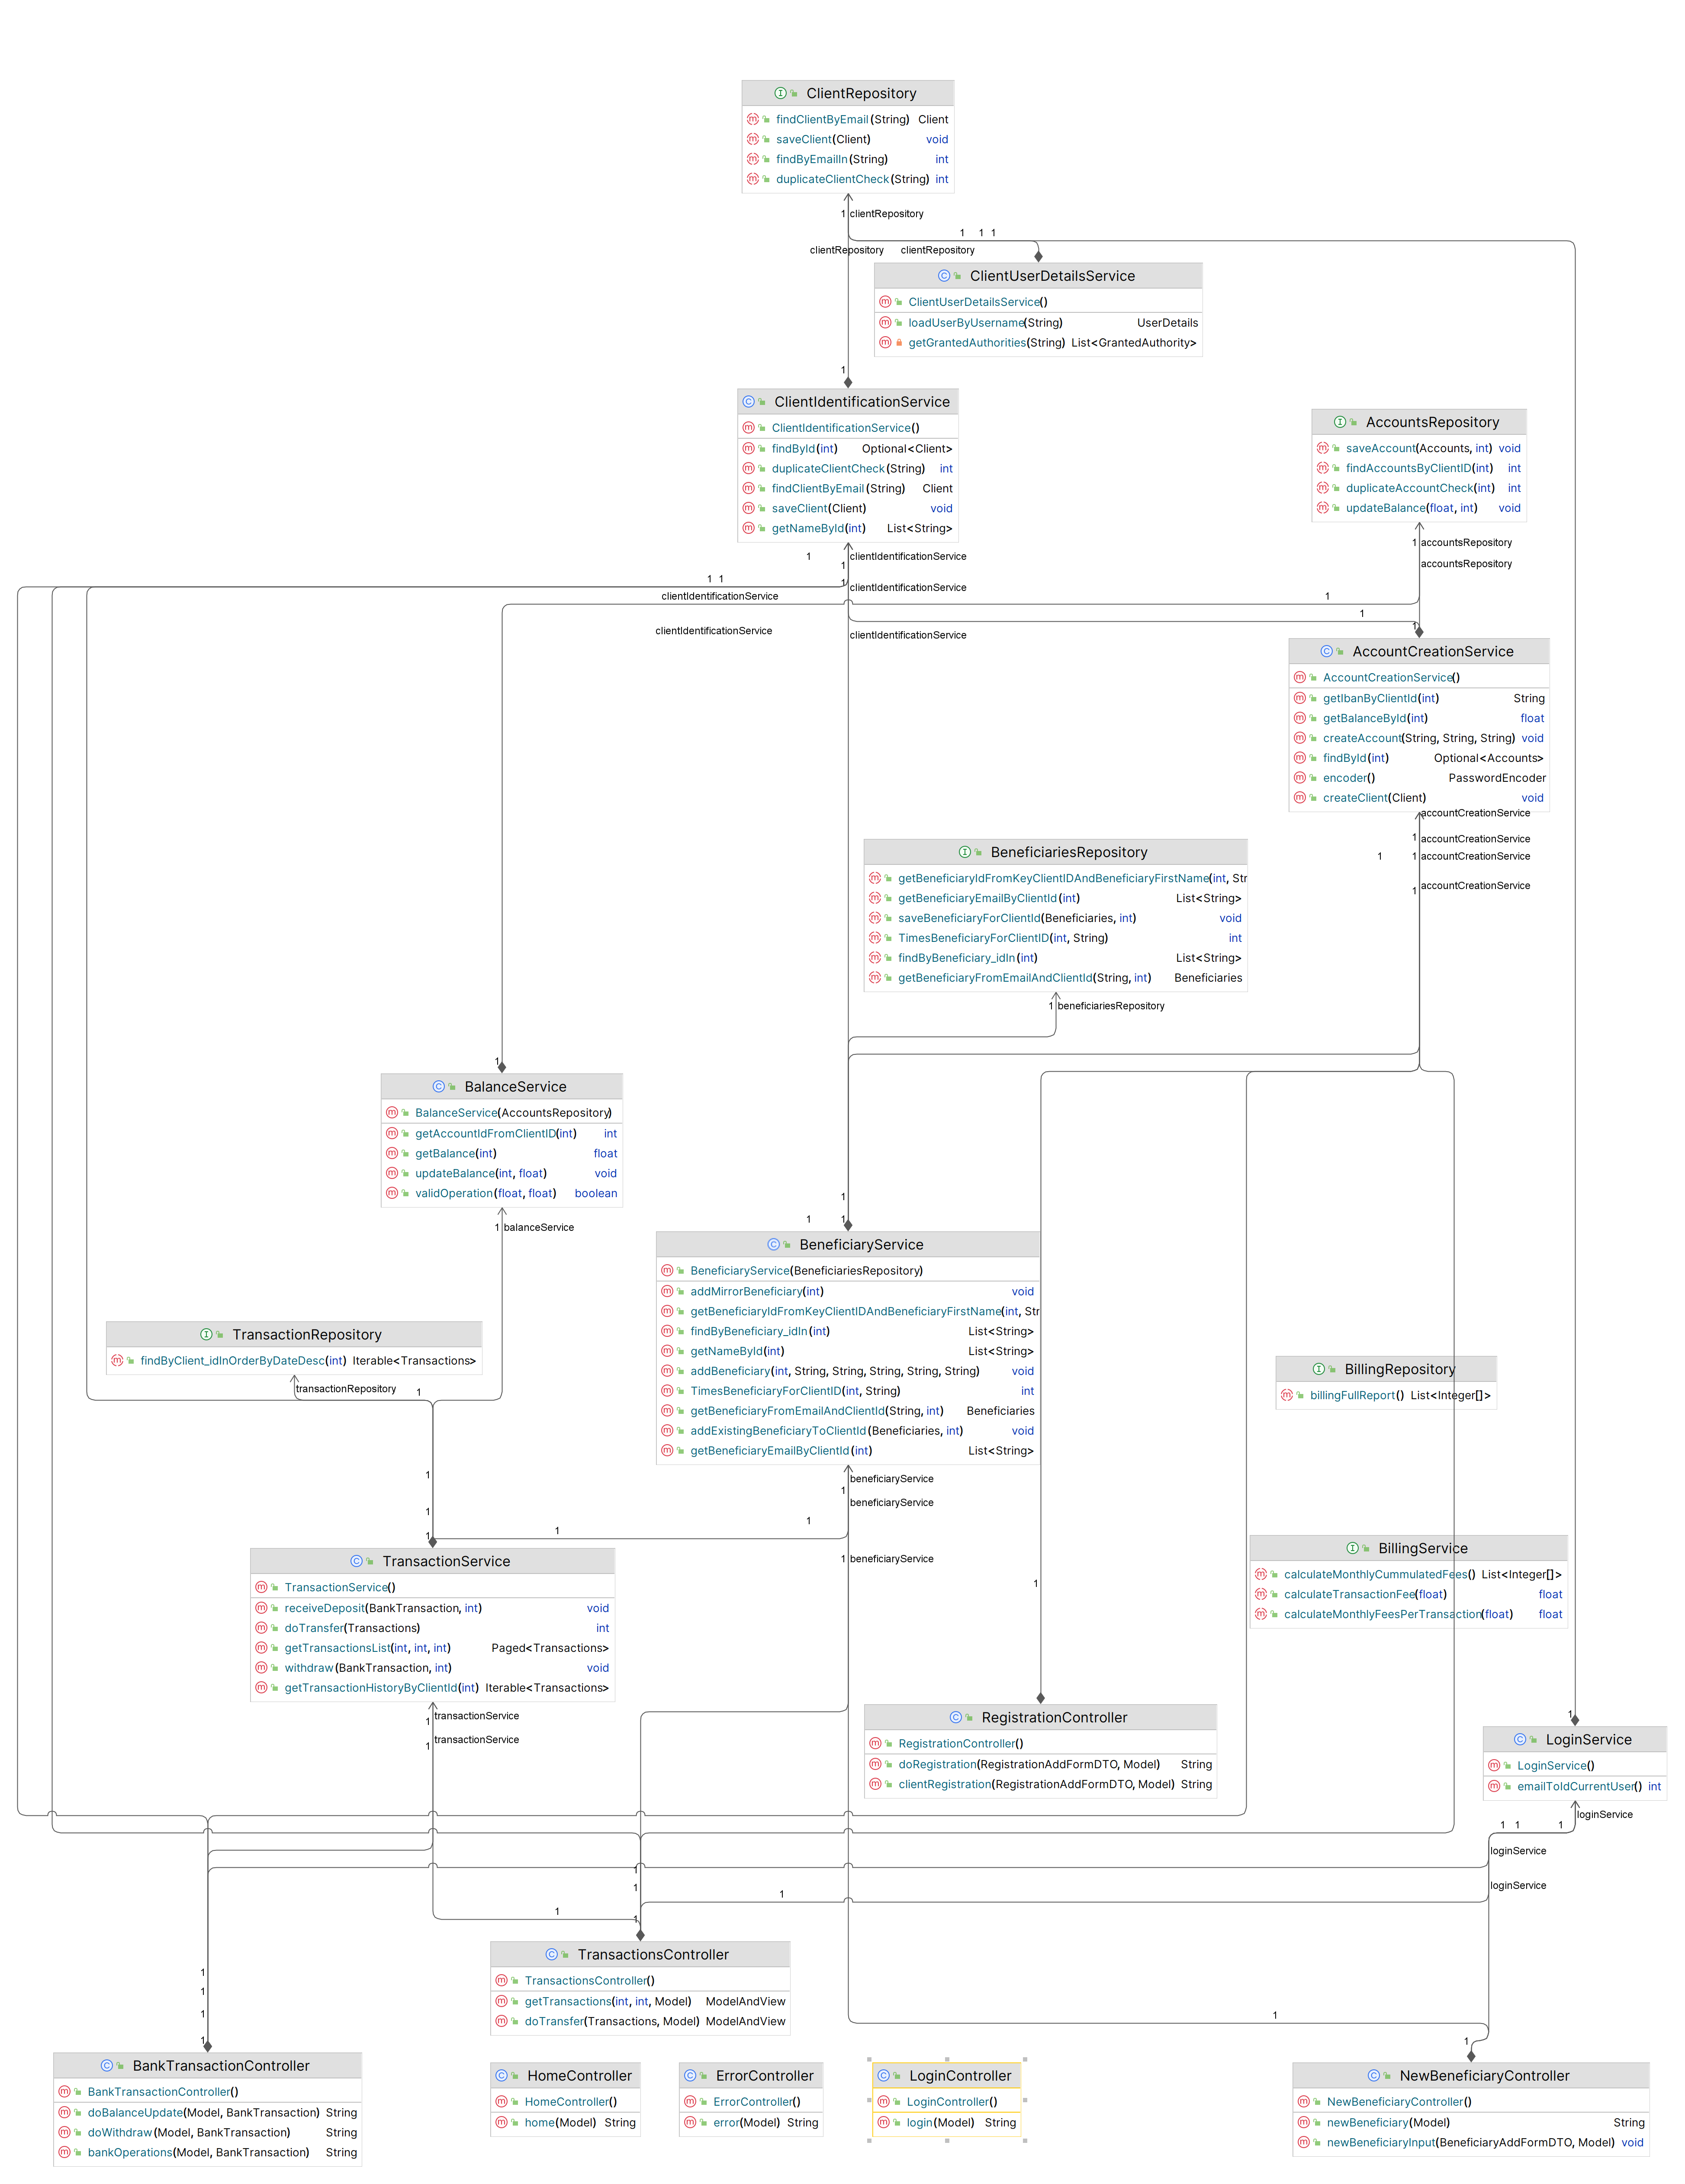 ClientRepository
findClientByEmail(String) Client
saveClient(Client) void
findByEmailIn(String) int
duplicateClientCheck(String) int
1 clientRepository
1 1 1
clientRepository clientRepository
ClientUserDetailsService
ClientUserDetailsService()
loadUserByUsername(String) UserDetails
getGrantedAuthorities(String) List<GrantedAuthority>
1
ClientIdentificationService
ClientIdentificationService()
findById(int) Optional<Client>
duplicateClientCheck(String) int
findClientByEmail(String) Client
saveClient(Client) void
getNameById(int) List<String>
AccountsRepository
saveAccount(Accounts, int) void
findAccountsByClientID(int) int
duplicateAccountCheck(int) int
updateBalance(float, int) void
1 accountsRepository
accountsRepository
1 clientIdentificationService
1
1 1 1 clientIdentificationService
clientIdentificationService 1
1
clientIdentificationService clientIdentificationService 1
AccountCreationService
AccountCreationService()
getIbanByClientId(int) String
getBalanceById(int) float
createAccount(String, String, String) void
findById(int) Optional<Accounts>
encoder() PasswordEncoder
createClient(Client) void
accountCreationService
1 accountCreationService
1 1 accountCreationService
1 accountCreationService
BeneficiariesRepository
getBeneficiaryIdFromKeyClientIDAndBeneficiaryFirstName(int, Str
getBeneficiaryEmailByClientId(int) List<String>
saveBeneficiaryForClientId(Beneficiaries, int) void
TimesBeneficiaryForClientID(int, String) int
findByBeneficiary_idIn(int) List<String>
getBeneficiaryFromEmailAndClientId(String, int) Beneficiaries
1 beneficiariesRepository
1
BalanceService
BalanceService(AccountsRepository)
getAccountIdFromClientID(int) int
getBalance(int) float
updateBalance(int, float) void
validOperation(float, float) boolean
1 balanceService
1
1 1
BeneficiaryService
BeneficiaryService(BeneficiariesRepository)
addMirrorBeneficiary(int) void
getBeneficiaryIdFromKeyClientIDAndBeneficiaryFirstName(int, Str
findByBeneficiary_idIn(int) List<String>
getNameById(int) List<String>
addBeneficiary(int, String, String, String, String, String) void
TimesBeneficiaryForClientID(int, String) int
getBeneficiaryFromEmailAndClientId(String, int) Beneficiaries
addExistingBeneficiaryToClientId(Beneficiaries, int) void
getBeneficiaryEmailByClientId(int) List<String>
TransactionRepository
findByClient_idInOrderByDateDesc(int) Iterable<Transactions>
transactionRepository 1
BillingRepository
billingFullReport() List<Integer[]>
beneficiaryService
1
beneficiaryService
1
1
1
1
1
1 beneficiaryService
TransactionService
TransactionService()
receiveDeposit(BankTransaction, int) void
doTransfer(Transactions) int
getTransactionsList(int, int, int) Paged<Transactions>
withdraw(BankTransaction, int) void
getTransactionHistoryByClientId(int) Iterable<Transactions>
1 transactionService
1 transactionService
BillingService
calculateMonthlyCummulatedFees() List<Integer[]>
calculateTransactionFee(float) float
calculateMonthlyFeesPerTransaction(float) float
1
RegistrationController
RegistrationController()
doRegistration(RegistrationAddFormDTO, Model) String
clientRegistration(RegistrationAddFormDTO, Model) String
1
LoginService
LoginService()
emailToIdCurrentUser() int
loginService
1 1 1
loginService
1
1 loginService
1
1 1
TransactionsController
TransactionsController()
getTransactions(int, int, Model) ModelAndView
doTransfer(Transactions, Model) ModelAndView
1
1
1
1
1
1
BankTransactionController
BankTransactionController()
doBalanceUpdate(Model, BankTransaction) String
doWithdraw(Model, BankTransaction) String
bankOperations(Model, BankTransaction) String
HomeController
HomeController()
home(Model) String
ErrorController
ErrorController()
error(Model) String
LoginController
LoginController()
login(Model) String
NewBeneficiaryController
NewBeneficiaryController()
newBeneficiary(Model) String
newBeneficiaryInput(BeneficiaryAddFormDTO, Model) void